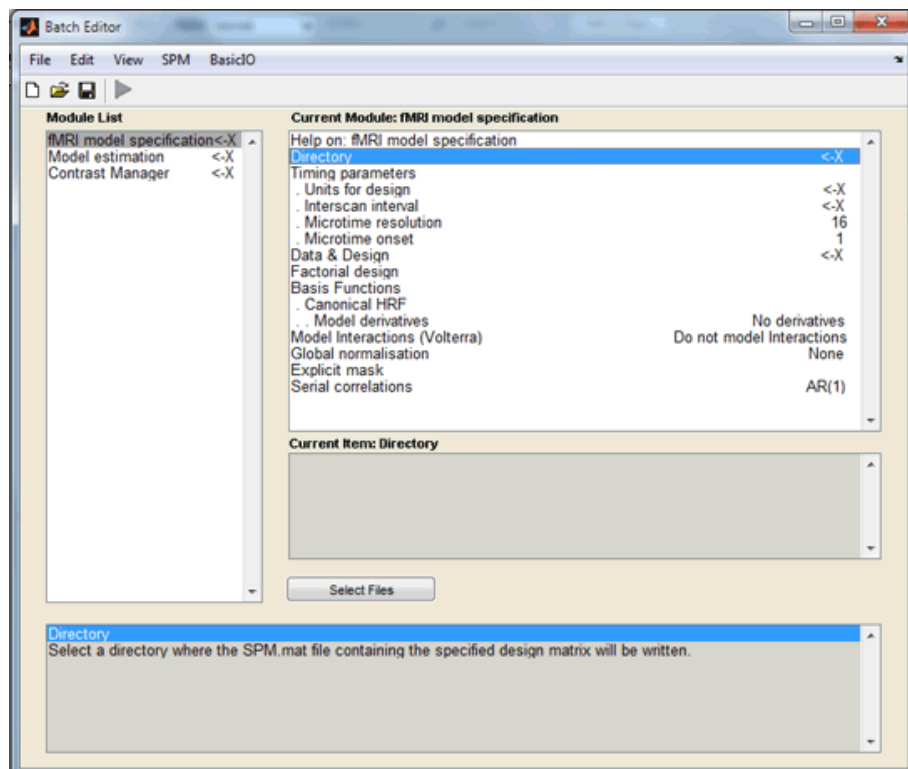 Batch Editor
File Edit View SPM BasicIO
Module List
fMRI model specification<-X
Model estimation <-X
Contrast Manager <-X
Current Module: fMRI model specification
Help on: fMRI model specification
Directory <-X
Timing parameters
. Units for design <-X
. Interscan interval <-X
. Microtime resolution 16
. Microtime onset 1
Data & Design <-X
Factorial design
Basis Functions
. Canonical HRF
. . Model derivatives No derivatives
Model Interactions (Volterra) Do not model Interactions
Global normalisation None
Explicit mask
Serial correlations AR(1)
Current Item: Directory
Select Files
Directory
Select a directory where the SPM.mat file containing the specified design matrix will be written.